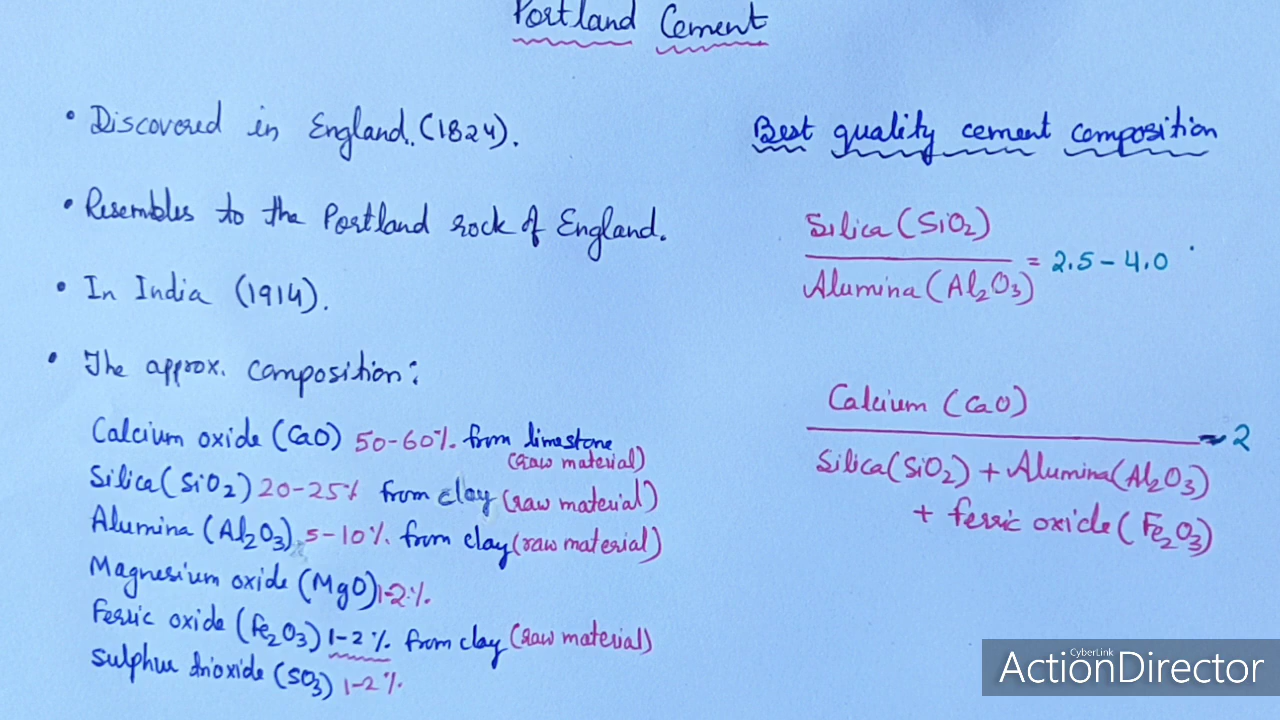 Portland Cement
• Discovered in England. (1824).
• Resembles to the Portland rock of England.
• In India (1914).
• The approx. composition:
Calcium oxide (CaO) 50-60% from limestone
(raw material)
Silica (SiO₂) 20-25% from clay (raw material)
Alumina (Al₂O₃) 5-10% from clay (raw material)
Magnesium oxide (MgO) 1-2%.
Ferric oxide (Fe₂O₃) 1-2% from clay (raw material)
Sulphur trioxide (SO₃) 1-2%.
Best quality cement composition
Silica (SiO₂)
= 2.5 - 4.0
Alumina (Al₂O₃)
Calcium (CaO)
≈ 2
Silica (SiO₂) + Alumina (Al₂O₃)
+ ferric oxide (Fe₂O₃)
CyberLink
ActionDirector